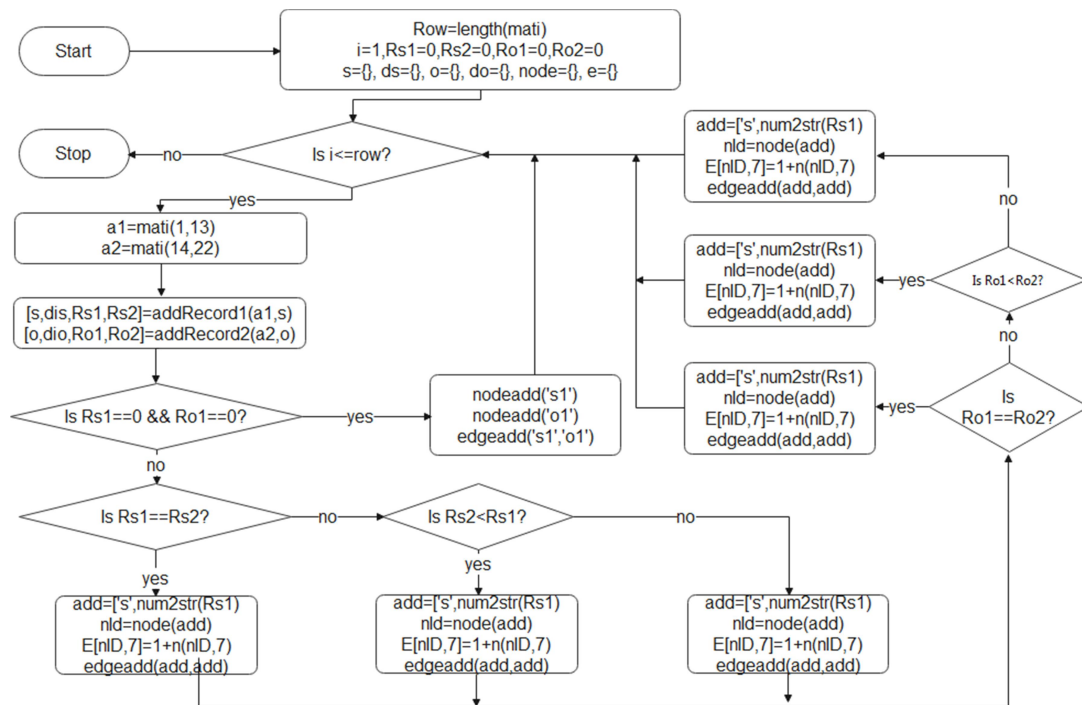 Start
Row=length(mati)
i=1,Rs1=0,Rs2=0,Ro1=0,Ro2=0
s={}, ds={}, o={}, do={}, node={}, e={}
Stop
no
Is i<=row?
yes
a1=mati(1,13)
a2=mati(14,22)
[s,dis,Rs1,Rs2]=addRecord1(a1,s)
[o,dio,Ro1,Ro2]=addRecord2(a2,o)
Is Rs1==0 && Ro1==0?
yes
nodeadd('s1')
nodeadd('o1')
edgeadd('s1','o1')
no
Is Rs1==Rs2?
no
Is Rs2<Rs1?
no
yes
yes
add=['s',num2str(Rs1)
nId=node(add)
E[nID,7]=1+n(nID,7)
edgeadd(add,add)
add=['s',num2str(Rs1)
nId=node(add)
E[nID,7]=1+n(nID,7)
edgeadd(add,add)
add=['s',num2str(Rs1)
nId=node(add)
E[nID,7]=1+n(nID,7)
edgeadd(add,add)
Is
Ro1==Ro2?
yes
add=['s',num2str(Rs1)
nId=node(add)
E[nID,7]=1+n(nID,7)
edgeadd(add,add)
no
Is Ro1<Ro2?
yes
add=['s',num2str(Rs1)
nId=node(add)
E[nID,7]=1+n(nID,7)
edgeadd(add,add)
no
add=['s',num2str(Rs1)
nId=node(add)
E[nID,7]=1+n(nID,7)
edgeadd(add,add)